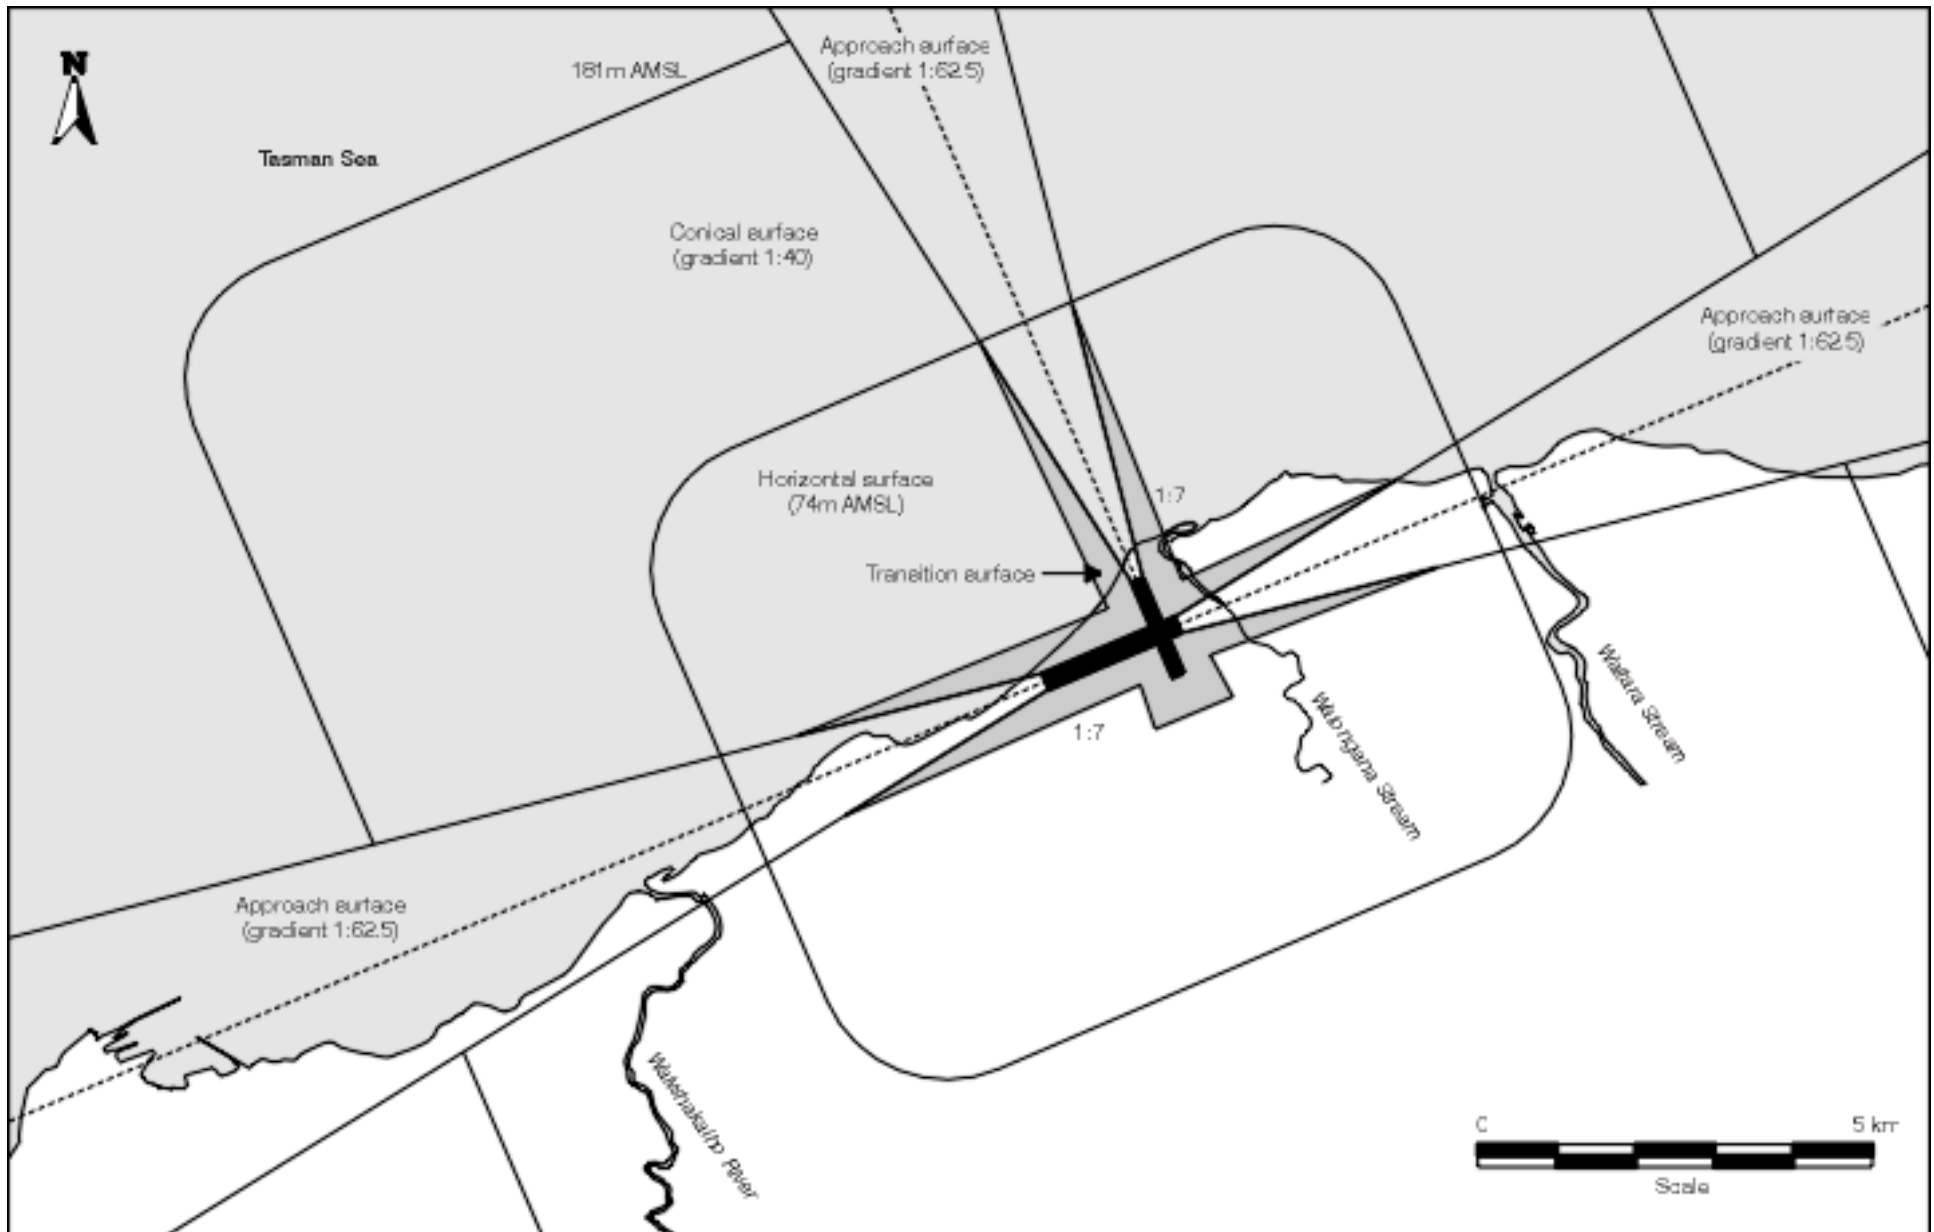 N
181m AMSL
Approach surface
(gradient 1:62.5)
Tasman Sea
Conical surface
(gradient 1:40)
Approach surface
(gradient 1:62.5)
Horizontal surface
(74m AMSL)
1:7
Transition surface
1:7
Waitara Stream
Waiongana Stream
Approach surface
(gradient 1:62.5)
Waiwhakaiho River
0
5 km
Scale